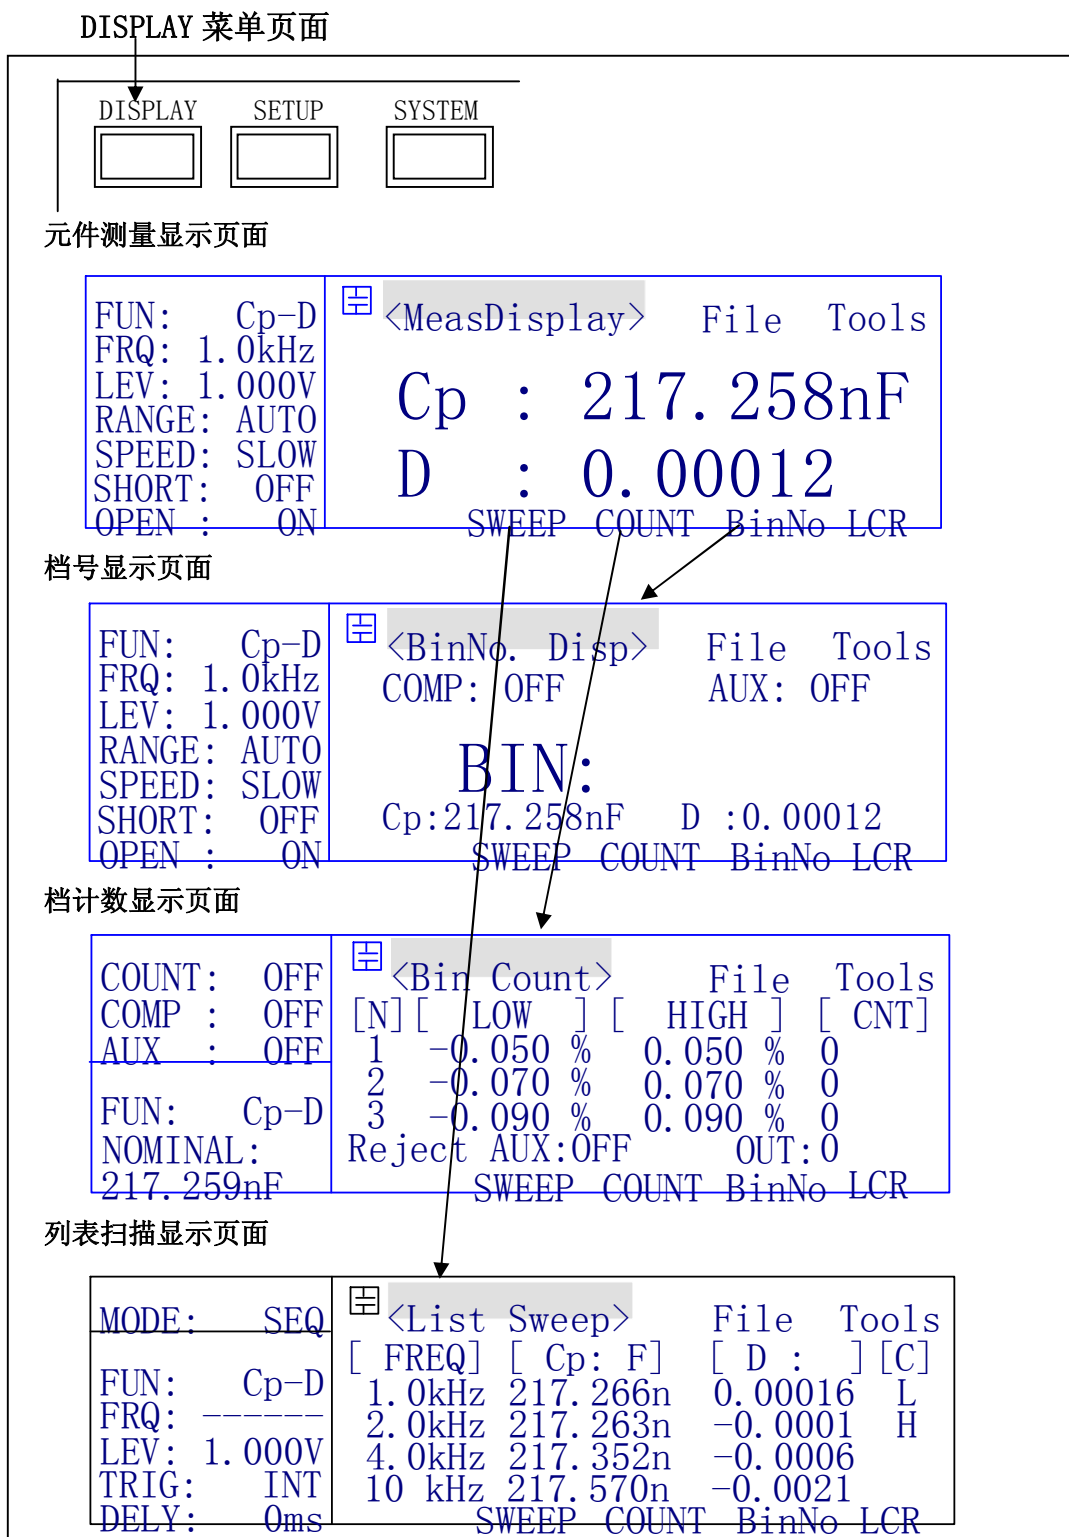 DISPLAY 菜单页面
DISPLAY SETUP SYSTEM
元件测量显示页面
FUN: Cp-D
FRQ: 1.0kHz
LEV: 1.000V
RANGE: AUTO
SPEED: SLOW
SHORT: OFF
OPEN : ON
<MeasDisplay> File Tools
Cp : 217.258nF
D : 0.00012
SWEEP COUNT BinNo LCR
档号显示页面
FUN: Cp-D
FRQ: 1.0kHz
LEV: 1.000V
RANGE: AUTO
SPEED: SLOW
SHORT: OFF
OPEN : ON
<BinNo. Disp> File Tools
COMP: OFF AUX: OFF
BIN:
Cp:217.258nF D :0.00012
SWEEP COUNT BinNo LCR
档计数显示页面
COUNT: OFF
COMP : OFF
AUX : OFF
FUN: Cp-D
NOMINAL:
217.259nF
<Bin Count> File Tools
[N][ LOW ] [ HIGH ] [ CNT]
1 -0.050 % 0.050 % 0
2 -0.070 % 0.070 % 0
3 -0.090 % 0.090 % 0
Reject AUX:OFF OUT:0
SWEEP COUNT BinNo LCR
列表扫描显示页面
MODE: SEQ
FUN: Cp-D
FRQ: ------
LEV: 1.000V
TRIG: INT
DELY: 0ms
<List Sweep> File Tools
[ FREQ] [ Cp: F] [ D : ] [C]
1.0kHz 217.266n 0.00016 L
2.0kHz 217.263n -0.0001 H
4.0kHz 217.352n -0.0006
10 kHz 217.570n -0.0021
SWEEP COUNT BinNo LCR